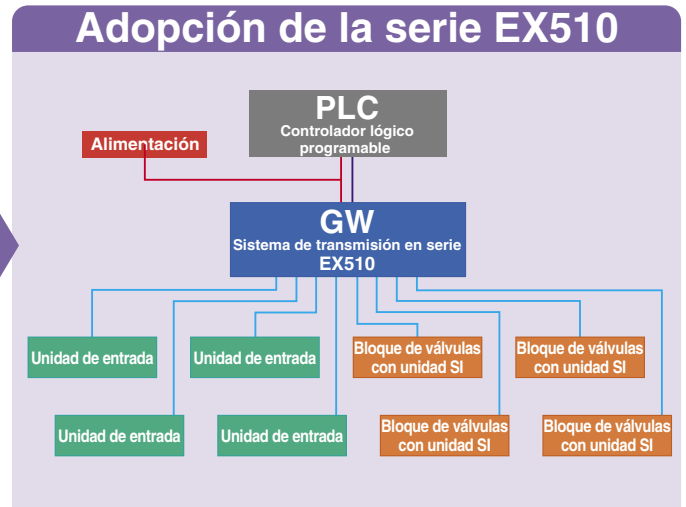 Adopción de la serie EX510
PLC
Controlador lógico
programable
Alimentación
GW
Sistema de transmisión en serie
EX510
Unidad de entrada
Unidad de entrada
Bloque de válvulas
con unidad SI
Bloque de válvulas
con unidad SI
Unidad de entrada
Unidad de entrada
Bloque de válvulas
con unidad SI
Bloque de válvulas
con unidad SI